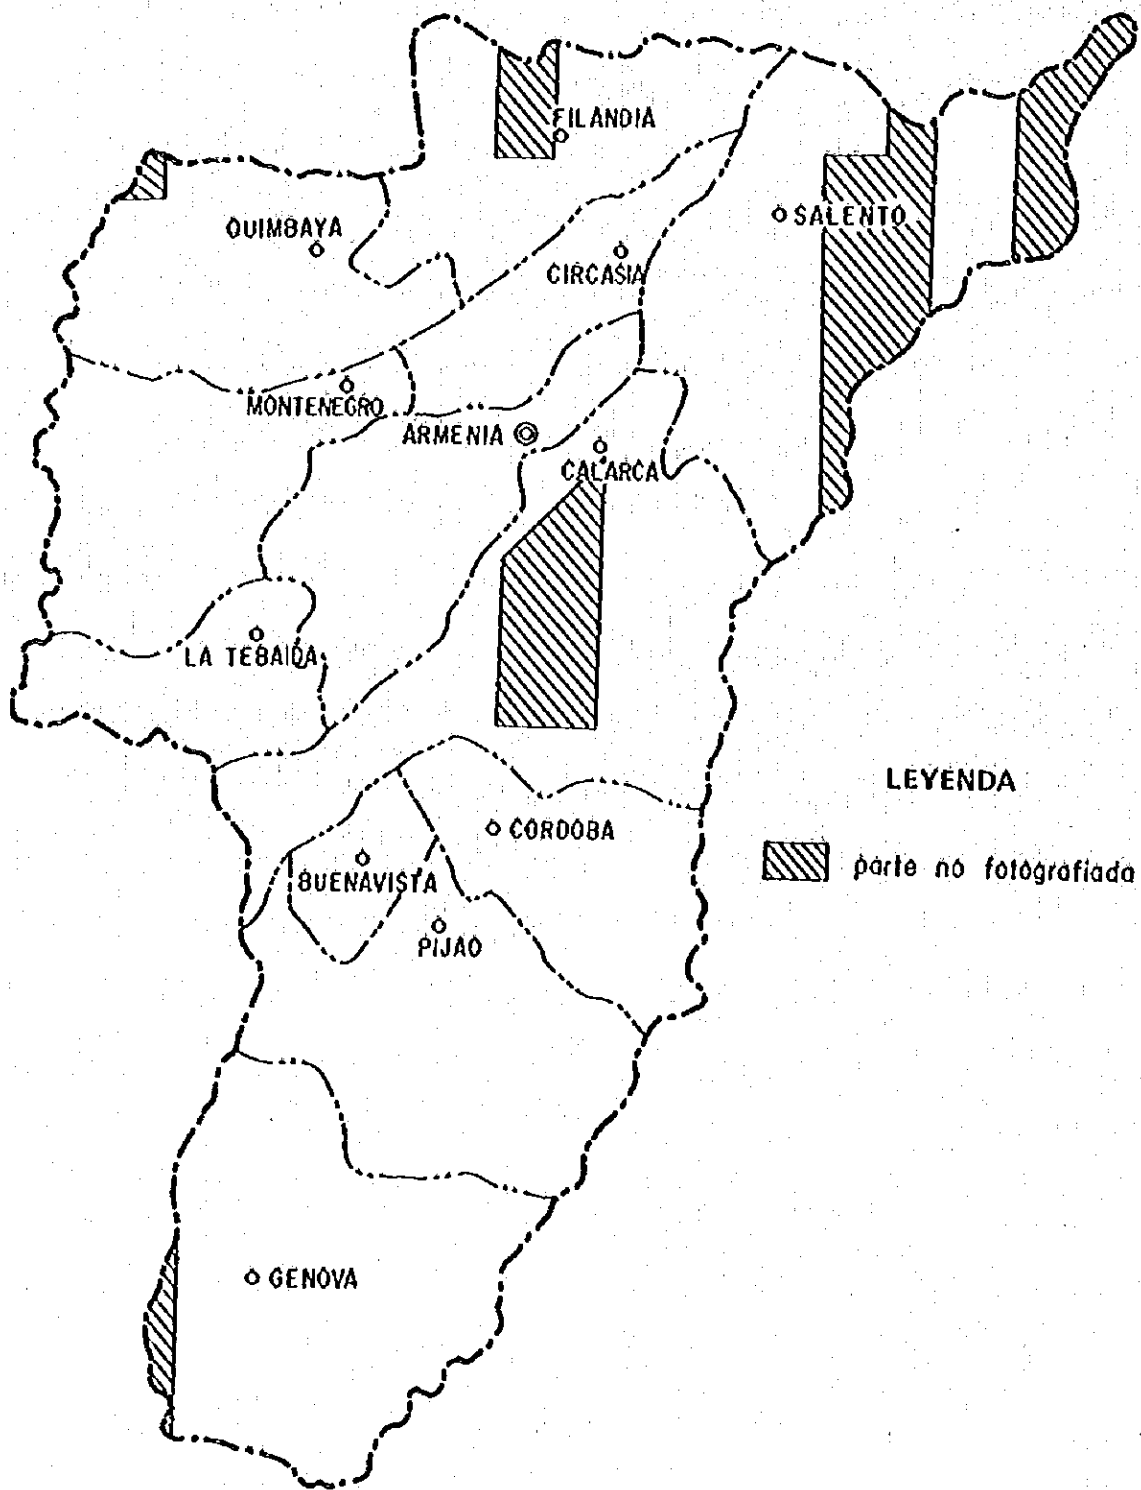 FILANDIA
SALENTO
QUIMBAYA
CIRCASIA
MONTENEGRO
ARMENIA
CALARCA
LA TEBAIDA
LEYENDA
CORDOBA
parte no fotografiada
BUENAVISTA
PIJAO
GENOVA